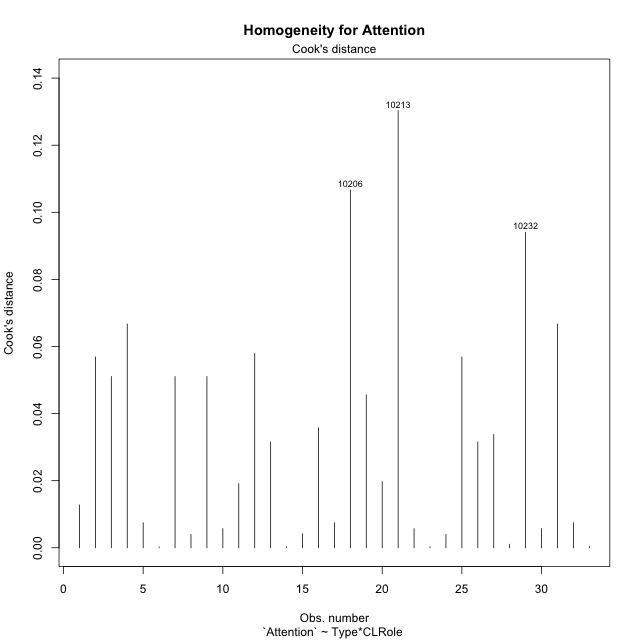 Homogeneity for Attention
Cook's distance
0.14
0.12
0.10
0.08
0.06
0.04
0.02
0.00
Cook's distance
10206
10213
10232
0 5 10 15 20 25 30
Obs. number
`Attention` ~ Type*CLRole